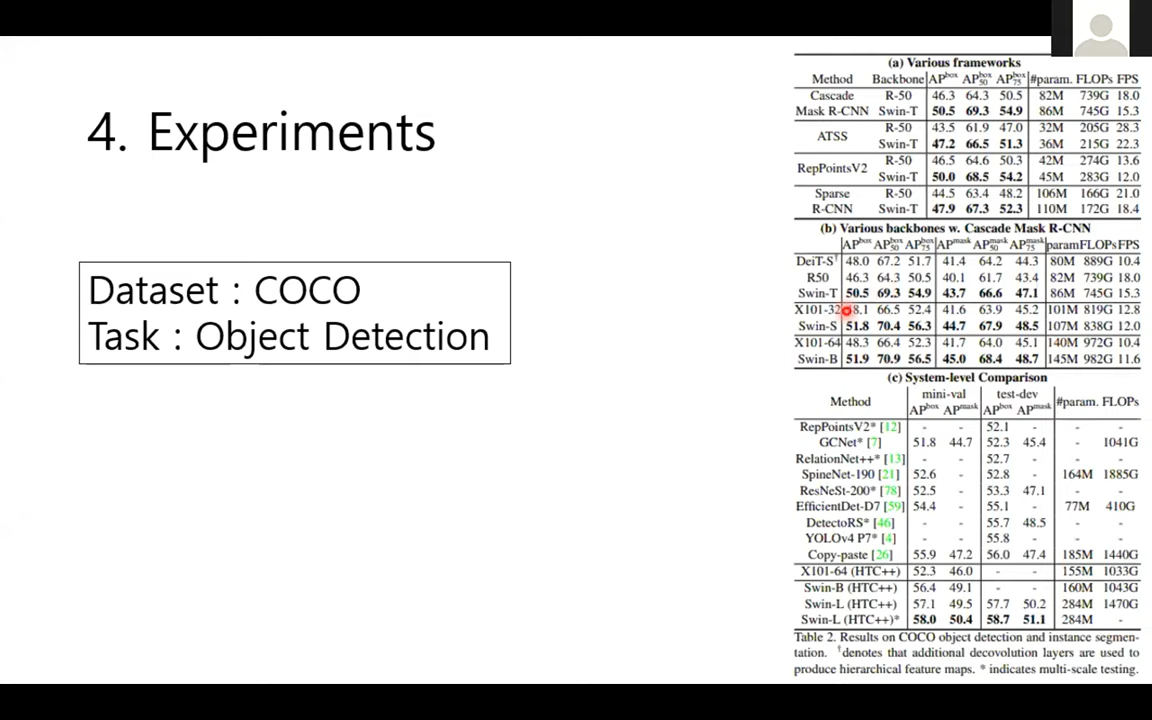 4. Experiments
Dataset : COCO
Task : Object Detection
(a) Various frameworks
Method Backbone AP^box AP^box_50 AP^box_75 #param. FLOPs FPS
Cascade Mask R-CNN R-50 46.3 64.3 50.5 82M 739G 18.0
Swin-T 50.5 69.3 54.9 86M 745G 15.3
ATSS R-50 43.5 61.9 47.0 32M 205G 28.3
Swin-T 47.2 66.5 51.3 36M 215G 22.3
RepPointsV2 R-50 46.5 64.6 50.3 42M 274G 13.6
Swin-T 50.0 68.5 54.2 45M 283G 12.0
Sparse R-CNN R-50 44.5 63.4 48.2 106M 166G 21.0
Swin-T 47.9 67.3 52.3 110M 172G 18.4
(b) Various backbones w. Cascade Mask R-CNN
AP^box AP^box_50 AP^box_75 AP^mask AP^mask_50 AP^mask_75 param FLOPs FPS
DeiT-S† 48.0 67.2 51.7 41.4 64.2 44.3 80M 889G 10.4
R50 46.3 64.3 50.5 40.1 61.7 43.4 82M 739G 18.0
Swin-T 50.5 69.3 54.9 43.7 66.6 47.1 86M 745G 15.3
X101-32 66.5 52.4 41.6 63.9 45.2 101M 819G 12.8
Swin-S 51.8 70.4 56.3 44.7 67.9 48.5 107M 838G 12.0
X101-64 48.3 66.4 52.3 41.7 64.0 45.1 140M 972G 10.4
Swin-B 51.9 70.9 56.5 45.0 68.4 48.7 145M 982G 11.6
(c) System-level Comparison
Method mini-val test-dev #param. FLOPs
AP^box AP^mask AP^box AP^mask
RepPointsV2* [12] - - 52.1 - - -
GCNet* [7] 51.8 44.7 52.3 45.4 - 1041G
RelationNet++* [13] - - 52.7 - - -
SpineNet-190 [21] 52.6 - 52.8 - 164M 1885G
ResNeSt-200* [78] 52.5 - 53.3 47.1 - -
EfficientDet-D7 [59] 54.4 - 55.1 - 77M 410G
DetectoRS* [46] - - 55.7 48.5 - -
YOLOv4 P7* [4] - - 55.8 - - -
Copy-paste [26] 55.9 47.2 56.0 47.4 185M 1440G
X101-64 (HTC++) 52.3 46.0 - - 155M 1033G
Swin-B (HTC++) 56.4 49.1 - - 160M 1043G
Swin-L (HTC++) 57.1 49.5 57.7 50.2 284M 1470G
Swin-L (HTC++)* 58.0 50.4 58.7 51.1 284M -
Table 2. Results on COCO object detection and instance segmen-
tation. †denotes that additional decovolution layers are used to
produce hierarchical feature maps. * indicates multi-scale testing.